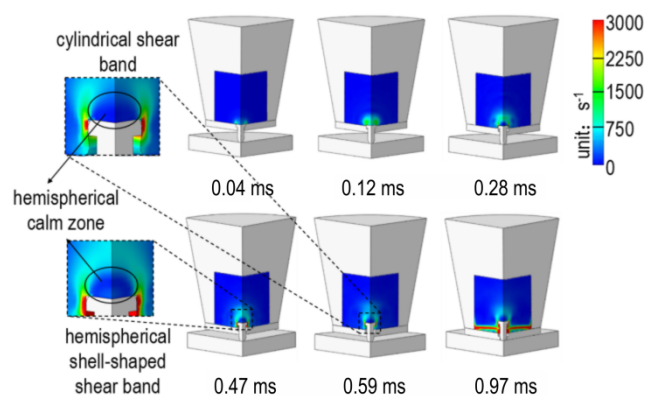 cylindrical shear
band
hemispherical
calm zone
hemispherical
shell-shaped
shear band
0.04 ms
0.12 ms
0.28 ms
0.47 ms
0.59 ms
0.97 ms
3000
2250
1500
750
0
unit: s⁻¹